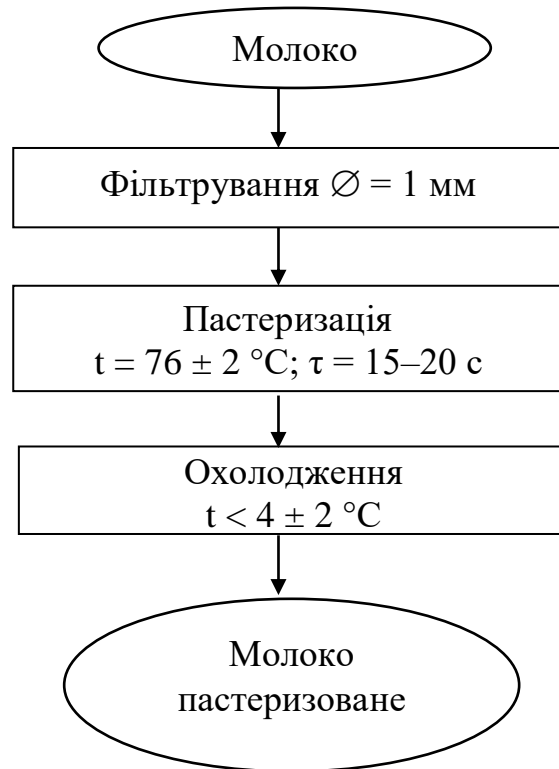 Молоко
Фільтрування ∅ = 1 мм
Пастеризація
t = 76 ± 2 °С; τ = 15–20 с
Охолодження
t < 4 ± 2 °С
Молоко
пастеризоване